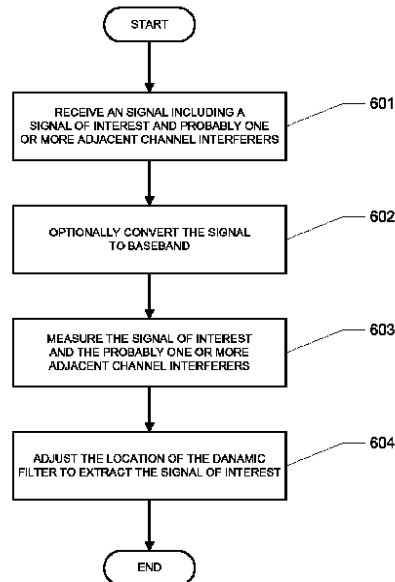 START
RECEIVE AN SIGNAL INCLUDING A
SIGNAL OF INTEREST AND PROBABLY ONE
OR MORE ADJACENT CHANNEL INTERFERERS
601
OPTIONALLY CONVERT THE SIGNAL
TO BASEBAND
602
MEASURE THE SIGNAL OF INTEREST
AND THE PROBABLY ONE OR MORE
ADJACENT CHANNEL INTERFERERS
603
ADJUST THE LOCATION OF THE DANAMIC
FILTER TO EXTRACT THE SIGNAL OF INTEREST
604
END